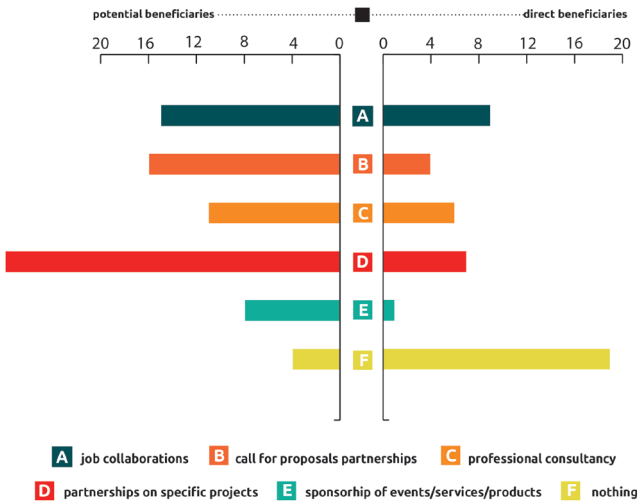 potential beneficiaries direct beneficiaries
20 16 12 8 4 0 0 4 8 12 16 20
A
B
C
D
E
F
A job collaborations B call for proposals partnerships C professional consultancy
D partnerships on specific projects E sponsorhip of events/services/products F nothing